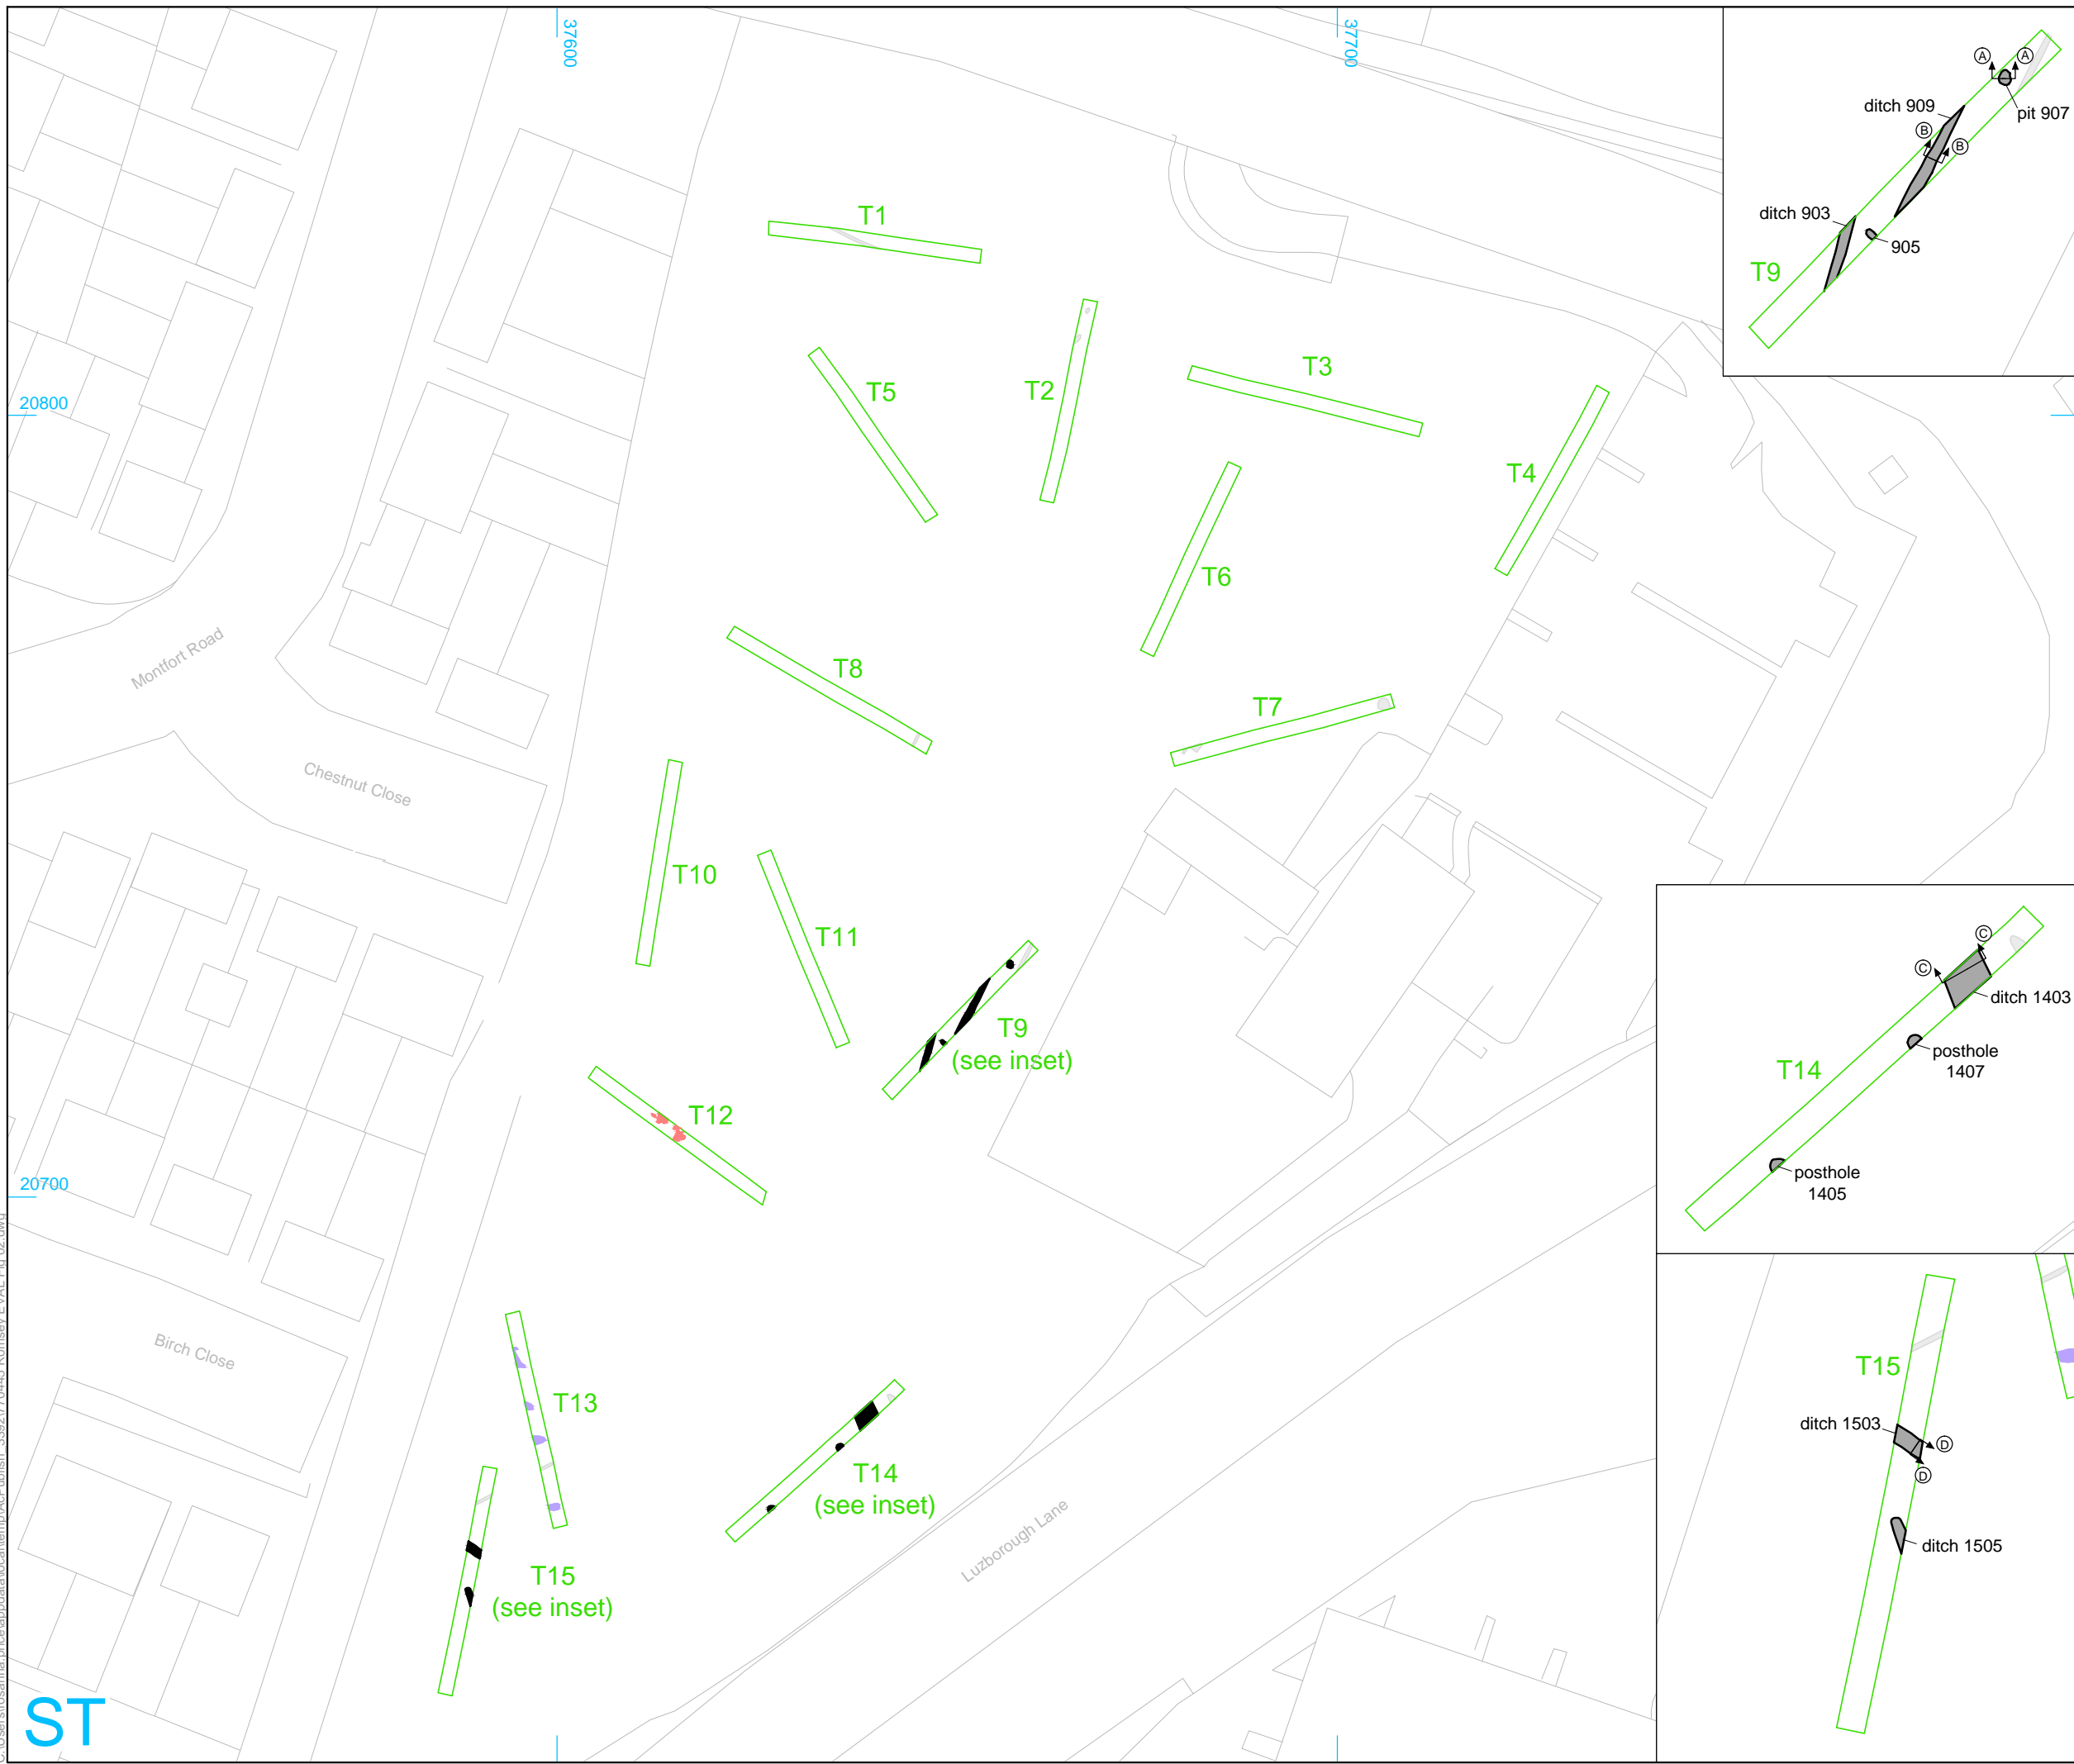 37600
37700
T1
T5
T2
T3
T4
20800
T6
Montfort Road
T8
T7
Chestnut Close
T10
T11
T9
(see inset)
T12
20700
Birch Close
T13
T14
(see inset)
T15
(see inset)
Luzborough Lane
ST
A
A
ditch 909
pit 907
B
B
ditch 903
905
T9
C
C
ditch 1403
posthole
1407
T14
posthole
1405
T15
ditch 1503
D
D
ditch 1505